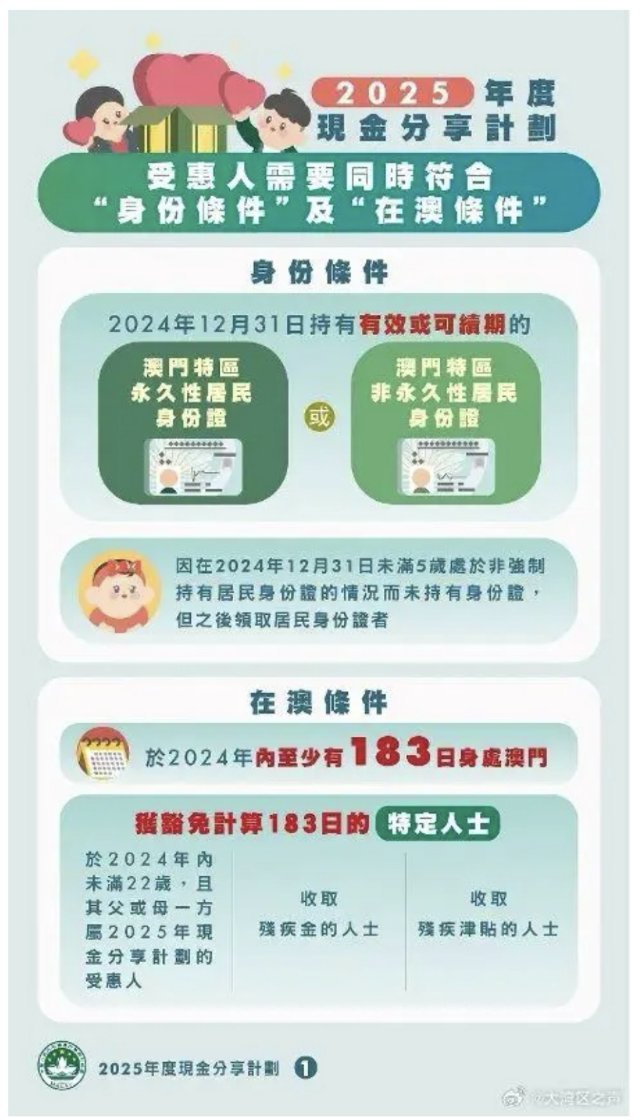 2025 年度
現金分享計劃
受惠人需要同時符合
“身份條件”及“在澳條件”
身份條件
2024年12月31日持有有效或可續期的
澳門特區
永久性居民
身份證
或
澳門特區
非永久性居民
身份證
因在2024年12月31日未滿5歲處於非強制
持有居民身份證的情況而未持有身份證，
但之後領取居民身份證者
在澳條件
於2024年內至少有183日身處澳門
獲豁免計算183日的 特定人士
於2024年內
未滿22歲，且
其父或母一方
屬2025年現
金分享計劃的
受惠人
收取
殘疾金的人士
收取
殘疾津貼的人士
2025年度現金分享計劃 1
@大湾区之声